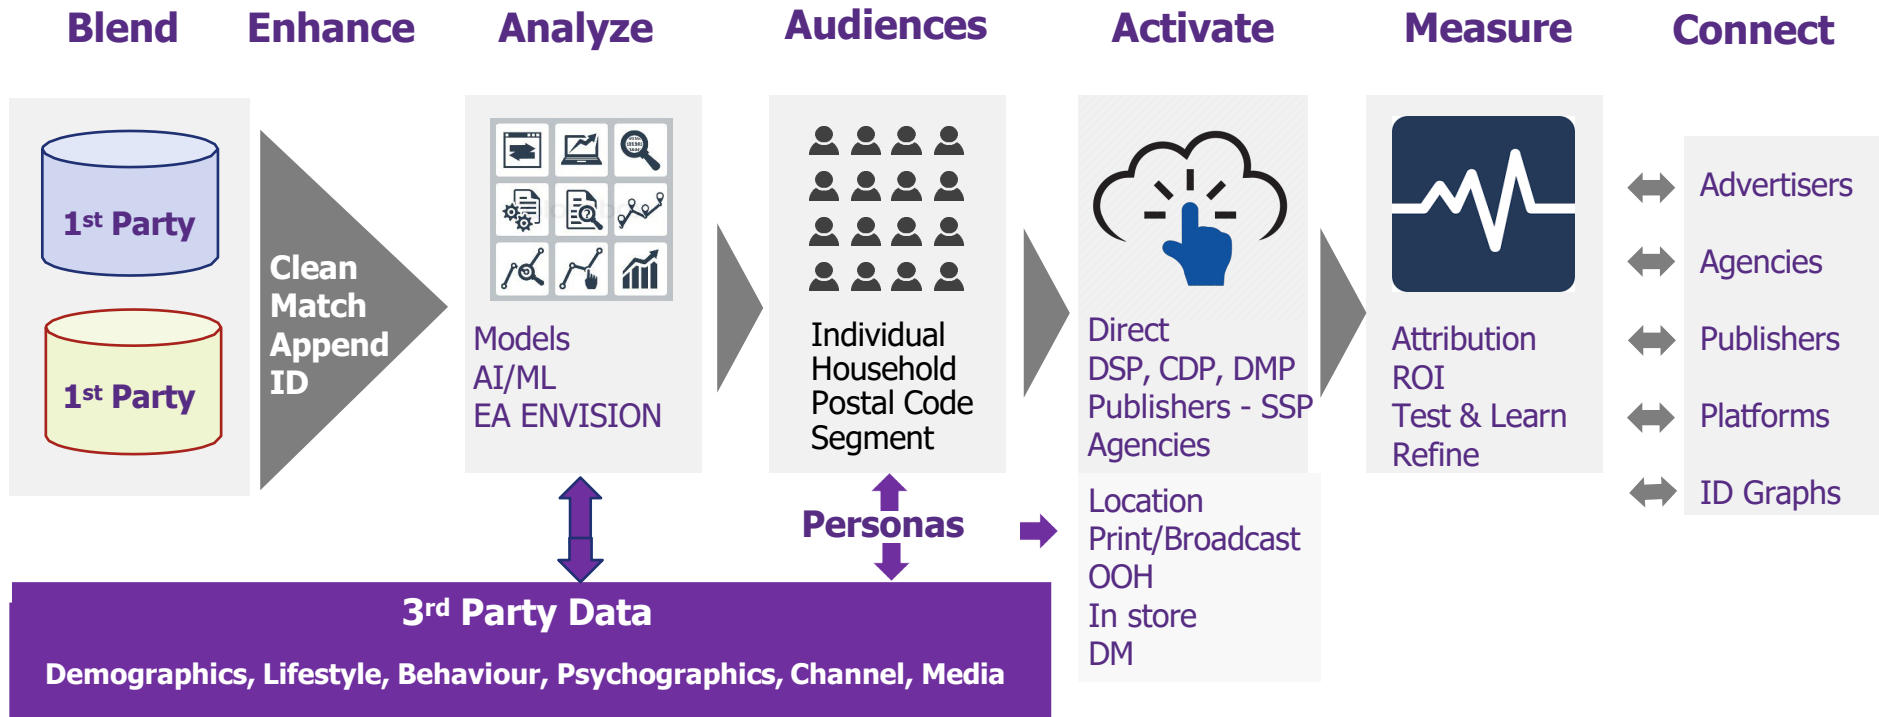 Blend
Enhance
Analyze
Audiences
Activate
Measure
Connect
1st Party
1st Party
Clean
Match
Append
ID
Models
AI/ML
EA ENVISION
Individual
Household
Postal Code
Segment
Personas
Direct
DSP, CDP, DMP
Publishers - SSP
Agencies
Location
Print/Broadcast
OOH
In store
DM
Attribution
ROI
Test & Learn
Refine
Advertisers
Agencies
Publishers
Platforms
ID Graphs
3rd Party Data
Demographics, Lifestyle, Behaviour, Psychographics, Channel, Media